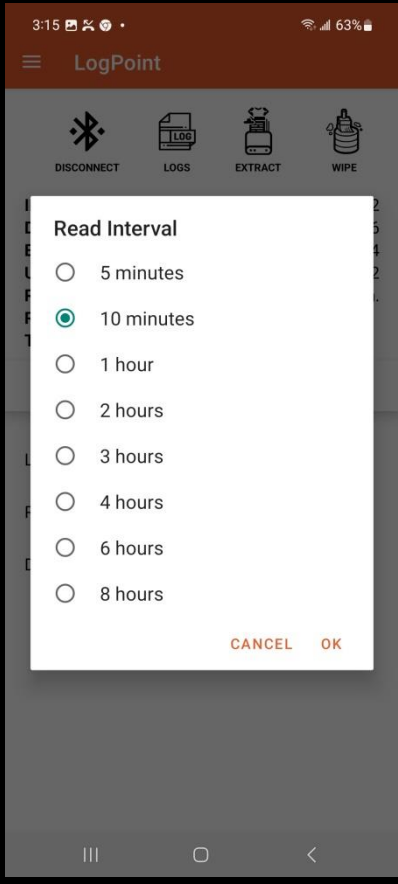 3:15 63%
LogPoint
LOG
DISCONNECT LOGS EXTRACT WIPE
Read Interval
5 minutes
10 minutes
1 hour
2 hours
3 hours
4 hours
6 hours
8 hours
CANCEL OK